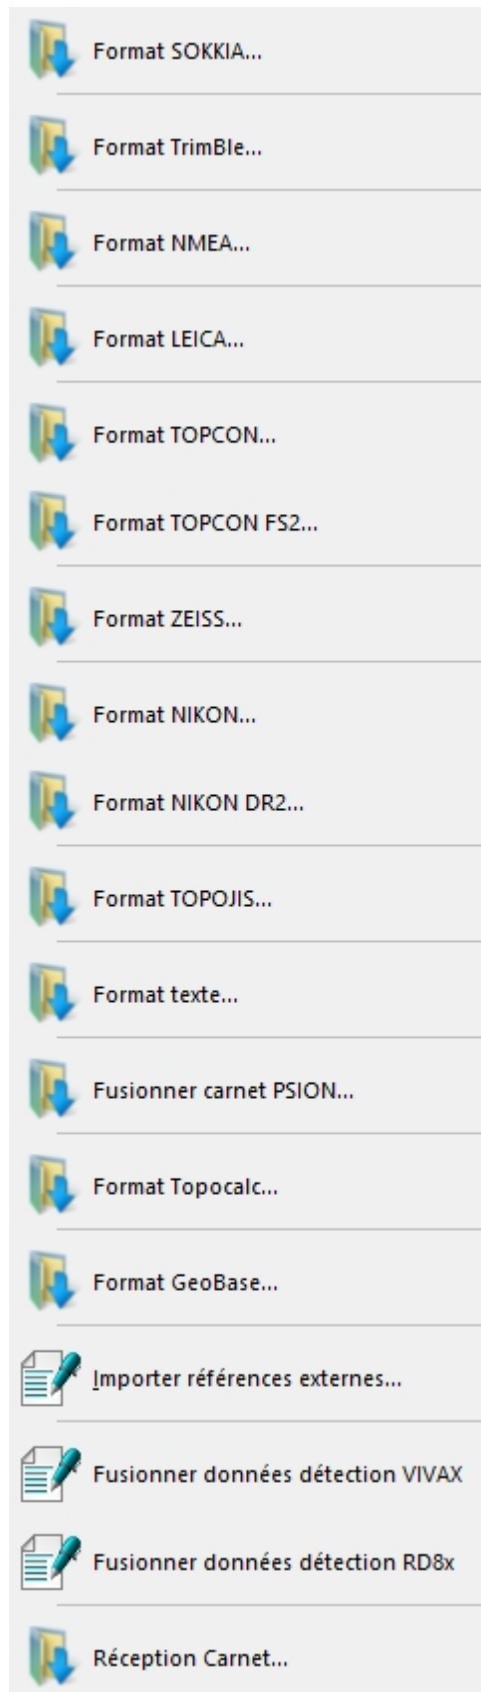 Format SOKKIA...
Format TrimBle...
Format NMEA...
Format LEICA...
Format TOPCON...
Format TOPCON FS2...
Format ZEISS...
Format NIKON...
Format NIKON DR2...
Format TOPOJIS...
Format texte...
Fusionner carnet PSION...
Format Topocalc...
Format GeoBase...
Importer références externes...
Fusionner données détection VIVAX
Fusionner données détection RD8x
Réception Carnet...